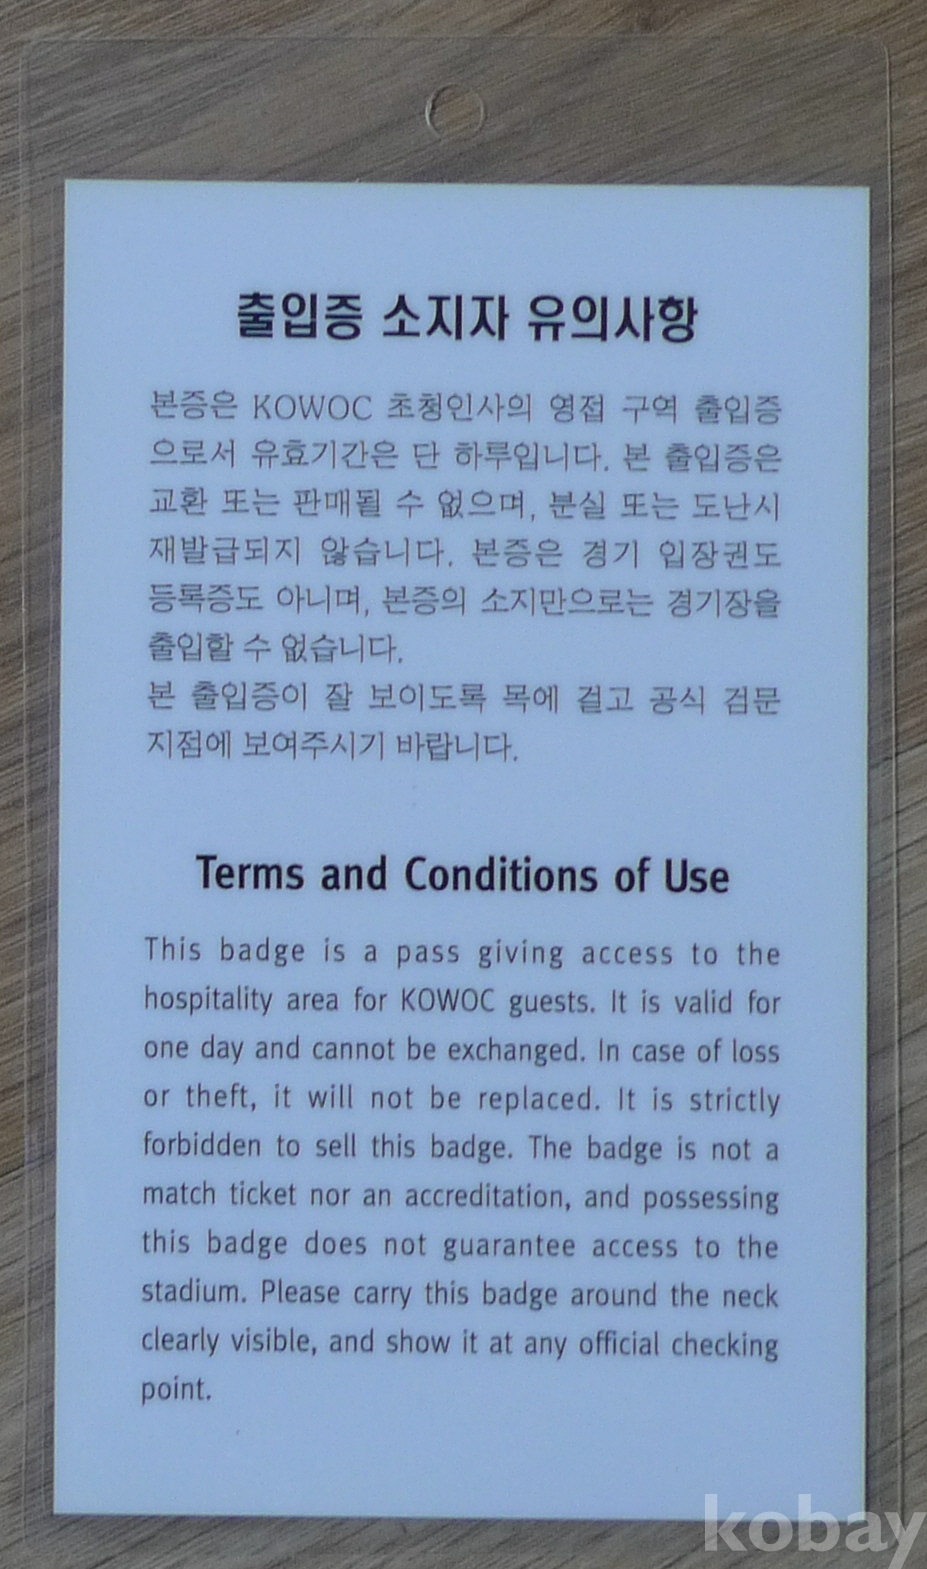 출입증 소지자 유의사항
본증은 KOWOC 초청인사의 영접 구역 출입증
으로서 유효기간은 단 하루입니다. 본 출입증은
교환 또는 판매될 수 없으며, 분실 또는 도난시
재발급되지 않습니다. 본증은 경기 입장권도
등록증도 아니며, 본증의 소지만으로는 경기장을
출입할 수 없습니다.
본 출입증이 잘 보이도록 목에 걸고 공식 검문
지점에 보여주시기 바랍니다.
Terms and Conditions of Use
This badge is a pass giving access to the
hospitality area for KOWOC guests. It is valid for
one day and cannot be exchanged. In case of loss
or theft, it will not be replaced. It is strictly
forbidden to sell this badge. The badge is not a
match ticket nor an accreditation, and possessing
this badge does not guarantee access to the
stadium. Please carry this badge around the neck
clearly visible, and show it at any official checking
point.
kobay